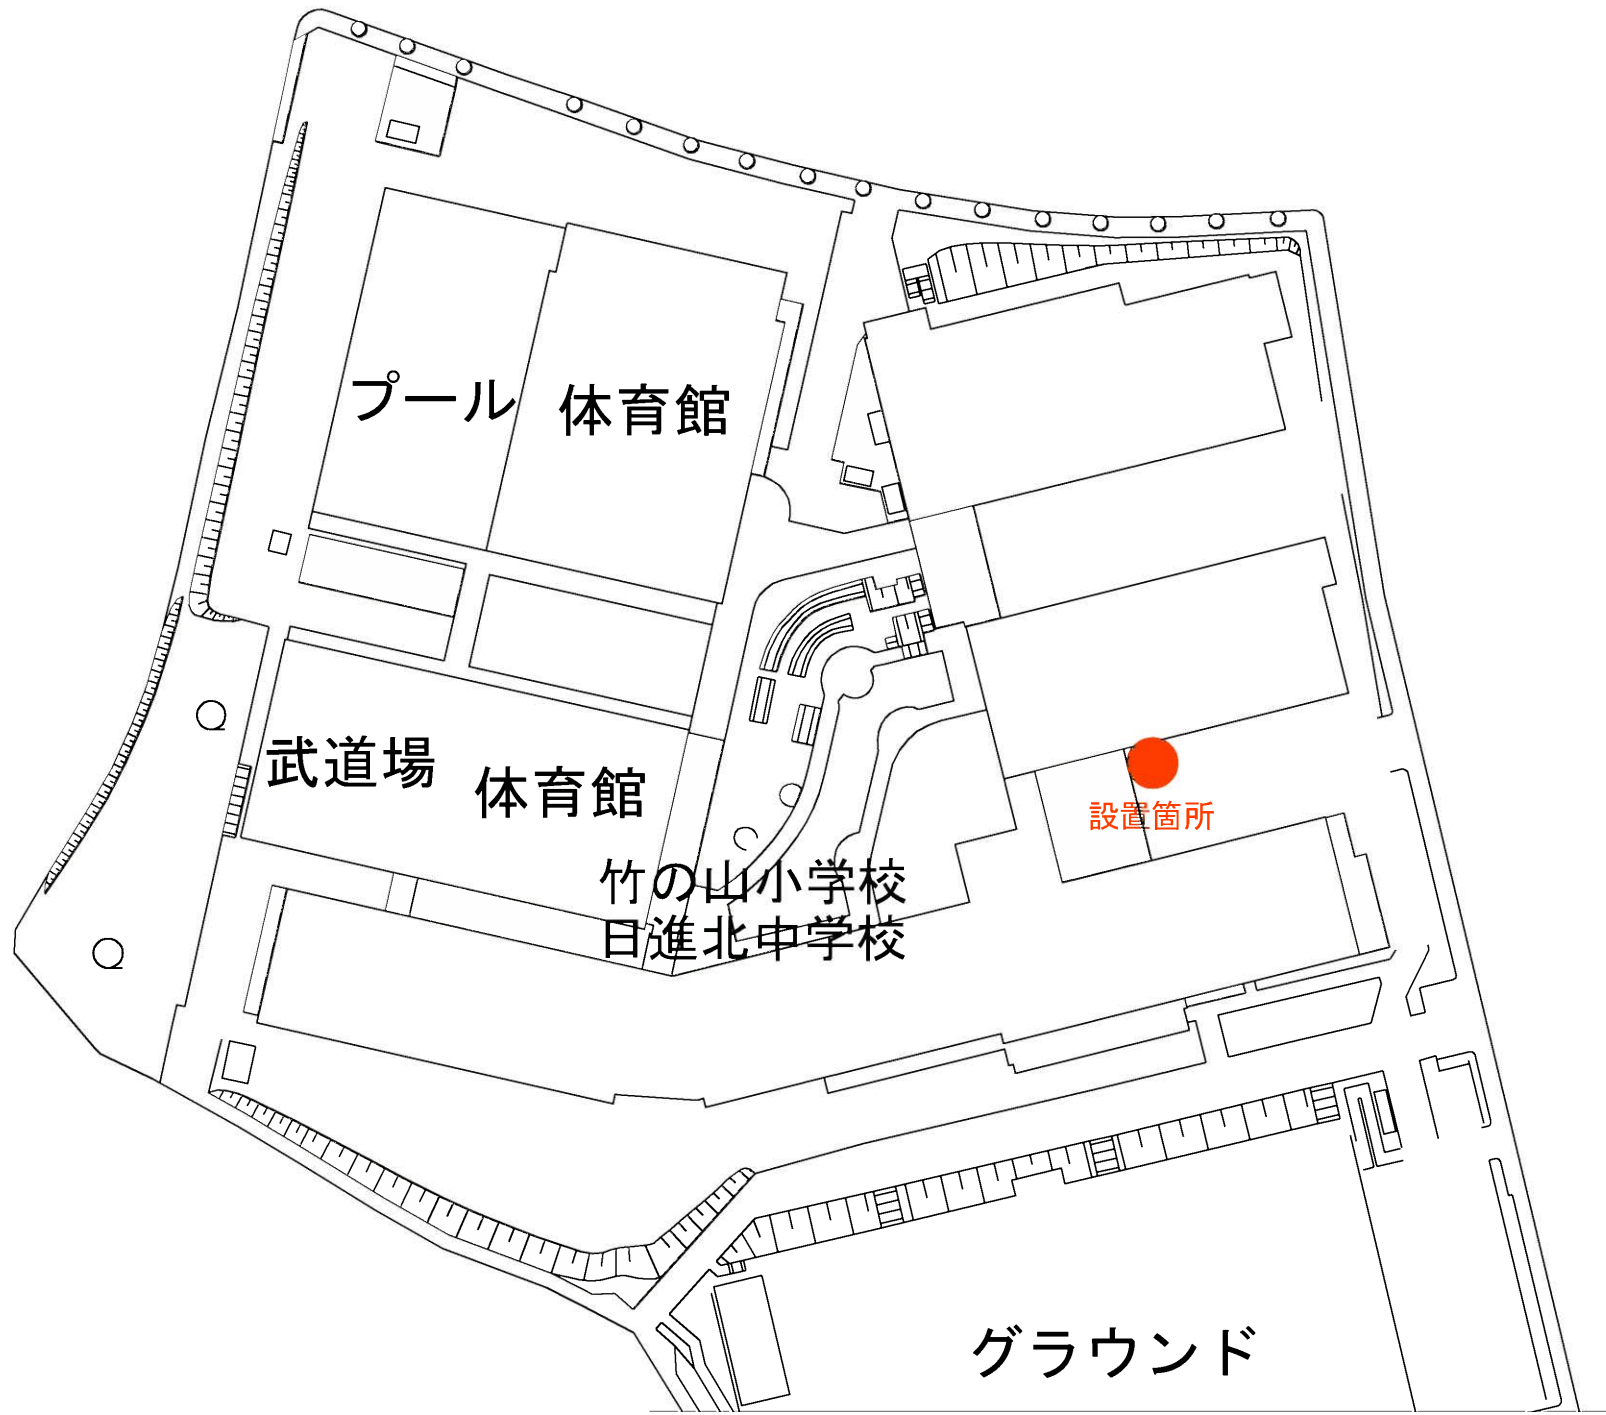 プール
体育館
武道場
体育館
設置箇所
竹の山小学校
日進北中学校
グラウンド